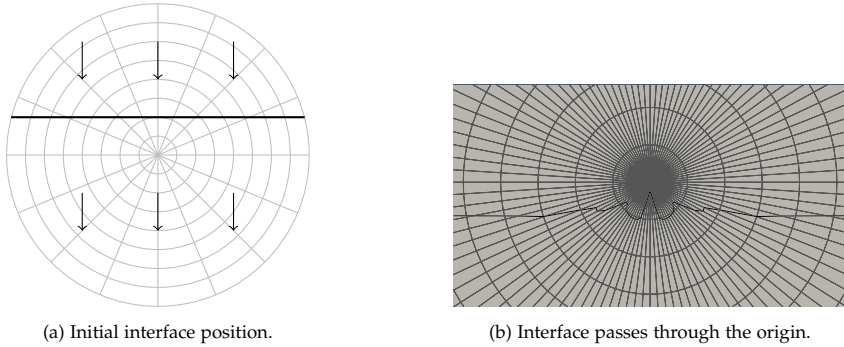 (a) Initial interface position.
(b) Interface passes through the origin.